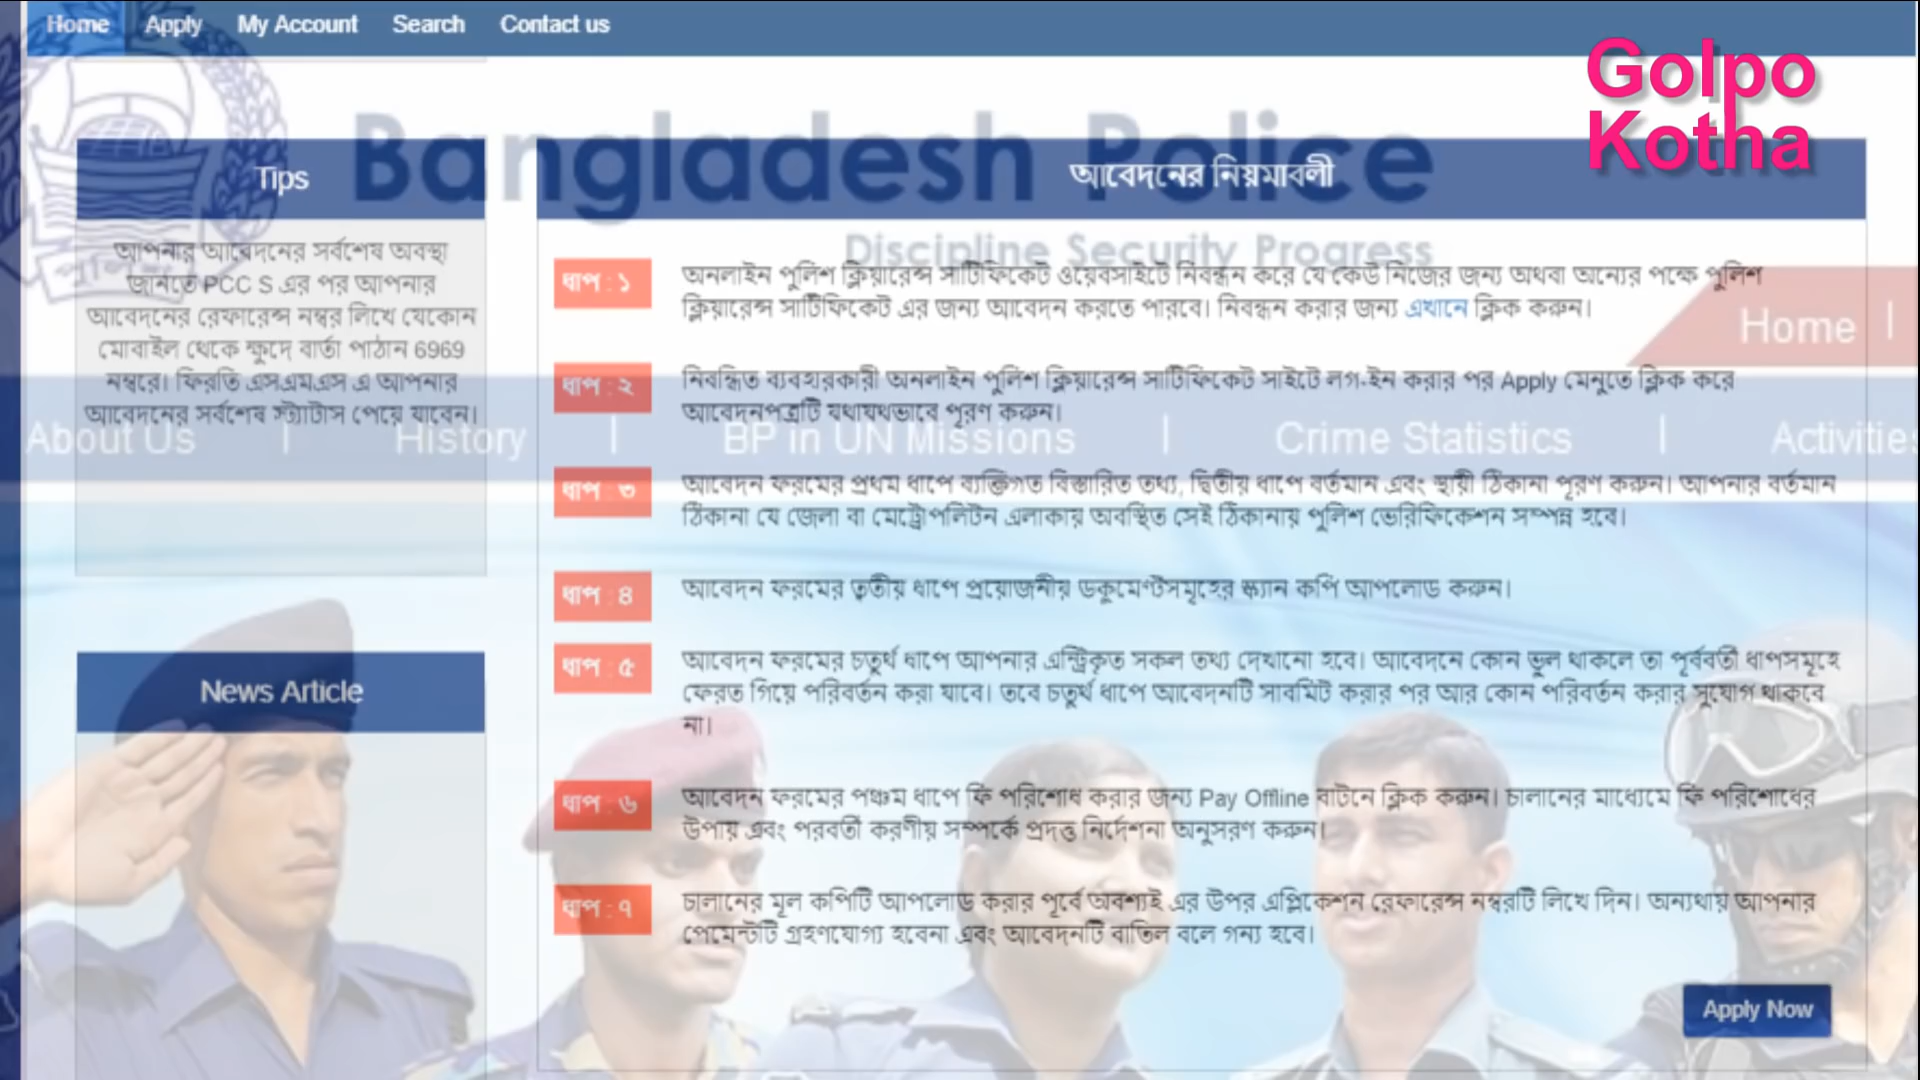 Home Apply My Account Search Contact us
Golpo
Kotha
Bangladesh Police
Discipline Security Progress
Tips
আপনার আবেদনের সর্বশেষ অবস্থা
জানতে PCC S এর পর আপনার
আবেদনের রেফারেন্স নম্বর লিখে যেকোন
মোবাইল থেকে ক্ষুদে বার্তা পাঠান 6969
নম্বরে। ফিরতি এসএমএস এ আপনার
আবেদনের সর্বশেষ স্ট্যাটাস পেয়ে যাবেন।
পুলিশ
News Article
আবেদনের নিয়মাবলী
ধাপ : ১
অনলাইন পুলিশ ক্লিয়ারেন্স সার্টিফিকেট ওয়েবসাইটে নিবন্ধন করে যে কেউ নিজের জন্য অথবা অন্যের পক্ষে পুলিশ
ক্লিয়ারেন্স সার্টিফিকেট এর জন্য আবেদন করতে পারবে। নিবন্ধন করার জন্য এখানে ক্লিক করুন।
Home |
ধাপ : ২
নিবন্ধিত ব্যবহারকারী অনলাইন পুলিশ ক্লিয়ারেন্স সার্টিফিকেট সাইটে লগ-ইন করার পর Apply মেনুতে ক্লিক করে
আবেদনপত্রটি যথাযথভাবে পূরণ করুন।
About Us | History | BP in UN Missions | Crime Statistics | Activities
ধাপ : ৩
আবেদন ফরমের প্রথম ধাপে ব্যক্তিগত বিস্তারিত তথ্য, দ্বিতীয় ধাপে বর্তমান এবং স্থায়ী ঠিকানা পূরণ করুন। আপনার বর্তমান
ঠিকানা যে জেলা বা মেট্রোপলিটন এলাকায় অবস্থিত সেই ঠিকানায় পুলিশ ভেরিফিকেশন সম্পন্ন হবে।
ধাপ : ৪
আবেদন ফরমের তৃতীয় ধাপে প্রয়োজনীয় ডকুমেন্টসমূহের স্ক্যান কপি আপলোড করুন।
ধাপ : ৫
আবেদন ফরমের চতুর্থ ধাপে আপনার এন্ট্রিকৃত সকল তথ্য দেখানো হবে। আবেদনে কোন ভুল থাকলে তা পূর্ববর্তী ধাপসমূহে
ফেরত গিয়ে পরিবর্তন করা যাবে। তবে চতুর্থ ধাপে আবেদনটি সাবমিট করার পর আর কোন পরিবর্তন করার সুযোগ থাকবে
না।
ধাপ : ৬
আবেদন ফরমের পঞ্চম ধাপে ফি পরিশোধ করার জন্য Pay Offline বাটনে ক্লিক করুন। চালানের মাধ্যেমে ফি পরিশোধের
উপায় এবং পরবর্তী করণীয় সম্পর্কে প্রদত্ত নির্দেশনা অনুসরণ করুন।
ধাপ : ৭
চালানের মূল কপিটি আপলোড করার পূর্বে অবশ্যই এর উপর এপ্লিকেশন রেফারেন্স নম্বরটি লিখে দিন। অন্যথায় আপনার
পেমেন্টটি গ্রহণযোগ্য হবেনা এবং আবেদনটি বাতিল বলে গন্য হবে।
Apply Now